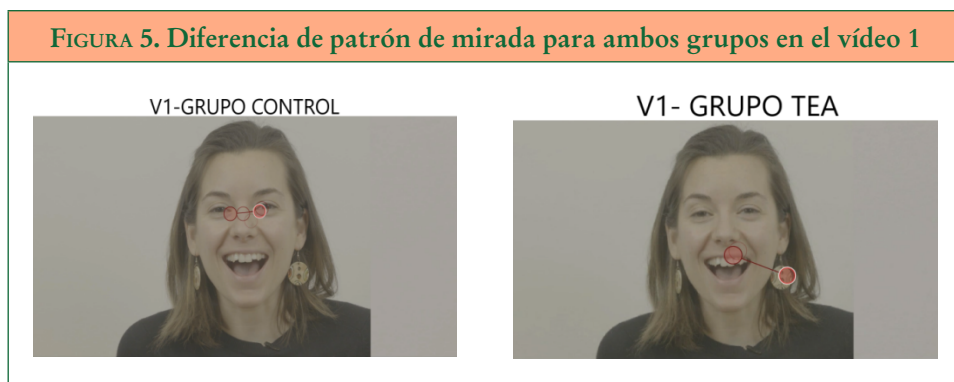 FIGURA 5. Diferencia de patrón de mirada para ambos grupos en el vídeo 1
V1-GRUPO CONTROL
V1- GRUPO TEA